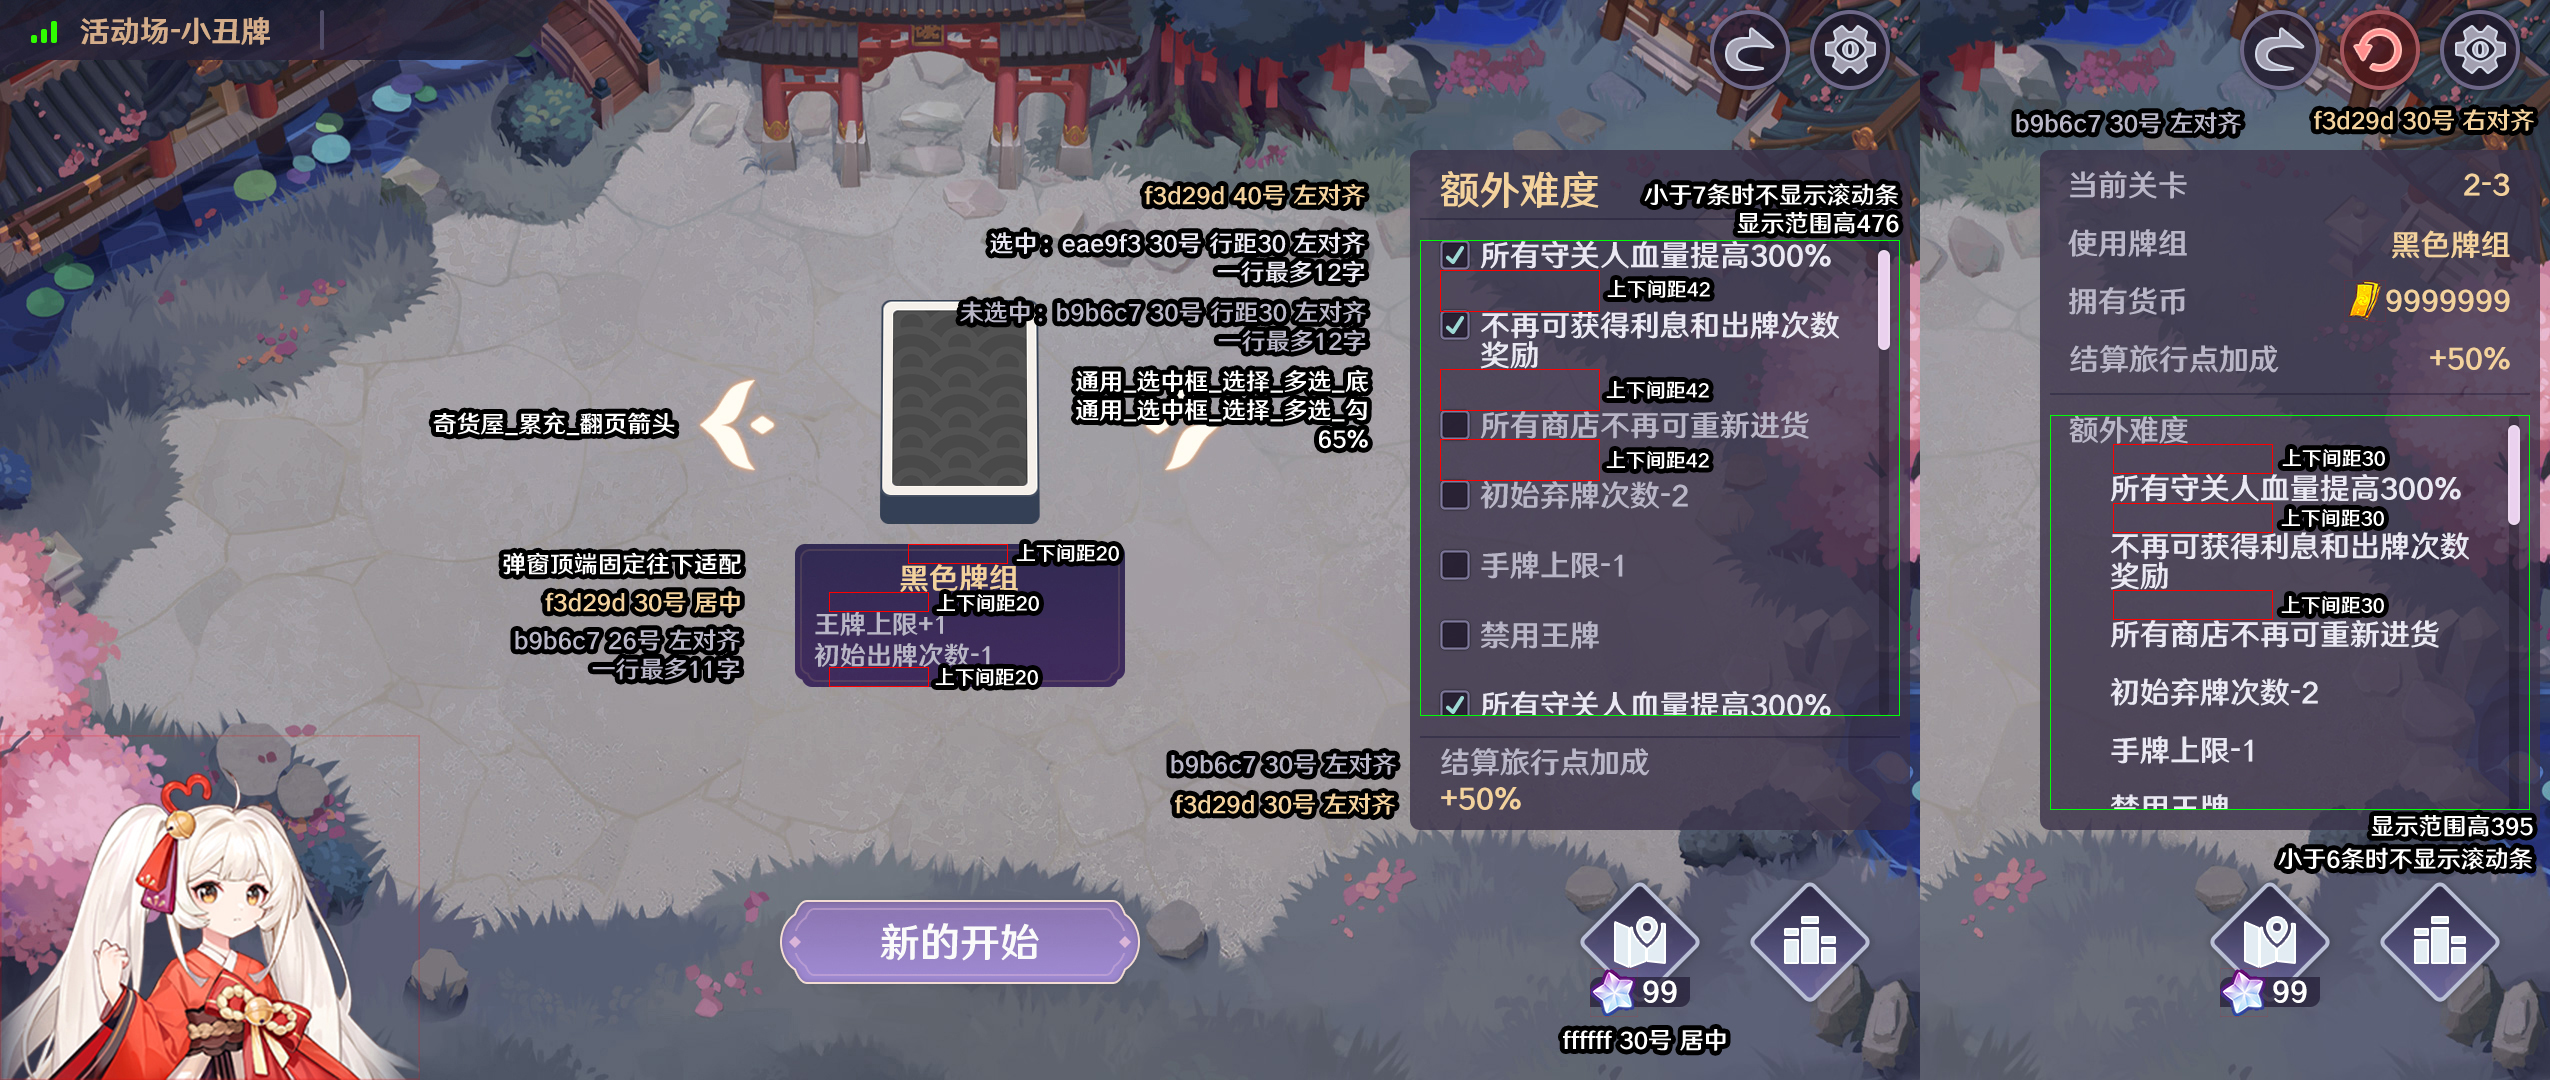 活动场-小丑牌
f3d29d 40号 左对齐
选中：eae9f3 30号 行距30 左对齐
一行最多12字
未选中：b9b6c7 30号 行距30 左对齐
一行最多12字
通用_选中框_选择_多选_底
通用_选中框_选择_多选_勾
65%
奇货屋_累充_翻页箭头
弹窗顶端固定往下适配
f3d29d 30号 居中
b9b6c7 26号 左对齐
一行最多11字
上下间距20
黑色牌组
上下间距20
王牌上限+1
初始出牌次数-1
上下间距20
b9b6c7 30号 左对齐
f3d29d 30号 左对齐
新的开始
额外难度
小于7条时不显示滚动条
显示范围高476
所有守关人血量提高300%
上下间距42
不再可获得利息和出牌次数
奖励
上下间距42
所有商店不再可重新进货
上下间距42
初始弃牌次数-2
手牌上限-1
禁用王牌
所有守关人血量提高300%
结算旅行点加成
+50%
99
ffffff 30号 居中
b9b6c7 30号 左对齐
f3d29d 30号 右对齐
当前关卡 2-3
使用牌组 黑色牌组
拥有货币 9999999
结算旅行点加成 +50%
额外难度
上下间距30
所有守关人血量提高300%
上下间距30
不再可获得利息和出牌次数
奖励
上下间距30
所有商店不再可重新进货
初始弃牌次数-2
手牌上限-1
禁用王牌
显示范围高395
小于6条时不显示滚动条
99